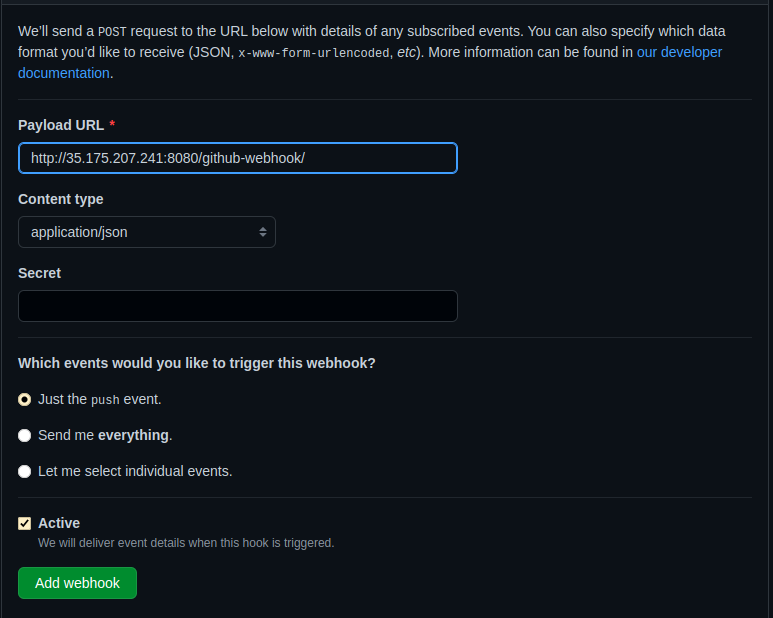 We’ll send a POST request to the URL below with details of any subscribed events. You can also specify which data
format you’d like to receive (JSON, x-www-form-urlencoded, etc). More information can be found in our developer
documentation.
Payload URL *
http://35.175.207.241:8080/github-webhook/
Content type
application/json
Secret
Which events would you like to trigger this webhook?
Just the push event.
Send me everything.
Let me select individual events.
Active
We will deliver event details when this hook is triggered.
Add webhook